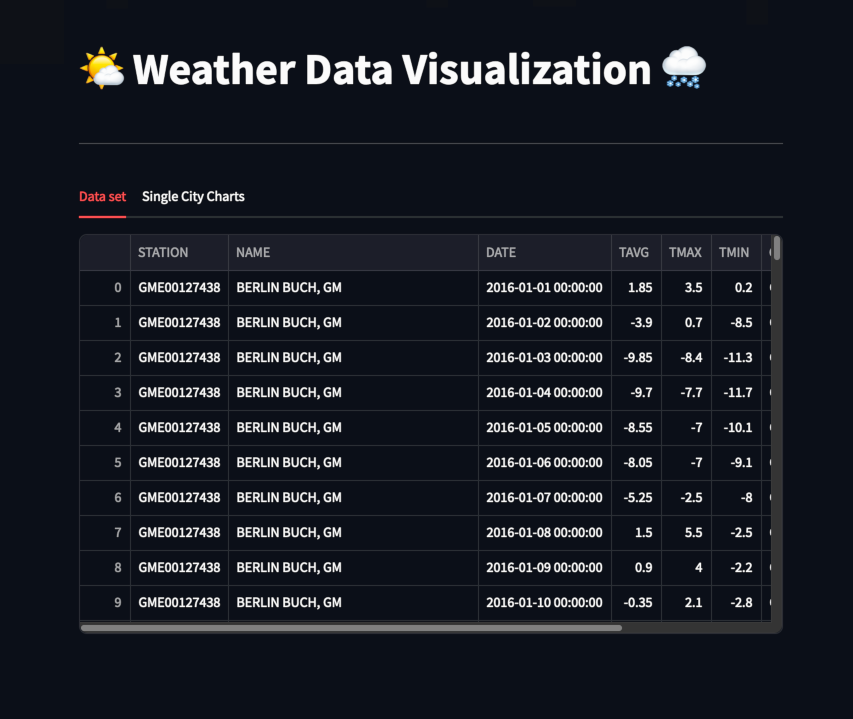 Weather Data Visualization
Data set Single City Charts
STATION NAME DATE TAVG TMAX TMIN
0 GME00127438 BERLIN BUCH, GM 2016-01-01 00:00:00 1.85 3.5 0.2
1 GME00127438 BERLIN BUCH, GM 2016-01-02 00:00:00 -3.9 0.7 -8.5
2 GME00127438 BERLIN BUCH, GM 2016-01-03 00:00:00 -9.85 -8.4 -11.3
3 GME00127438 BERLIN BUCH, GM 2016-01-04 00:00:00 -9.7 -7.7 -11.7
4 GME00127438 BERLIN BUCH, GM 2016-01-05 00:00:00 -8.55 -7 -10.1
5 GME00127438 BERLIN BUCH, GM 2016-01-06 00:00:00 -8.05 -7 -9.1
6 GME00127438 BERLIN BUCH, GM 2016-01-07 00:00:00 -5.25 -2.5 -8
7 GME00127438 BERLIN BUCH, GM 2016-01-08 00:00:00 1.5 5.5 -2.5
8 GME00127438 BERLIN BUCH, GM 2016-01-09 00:00:00 0.9 4 -2.2
9 GME00127438 BERLIN BUCH, GM 2016-01-10 00:00:00 -0.35 2.1 -2.8